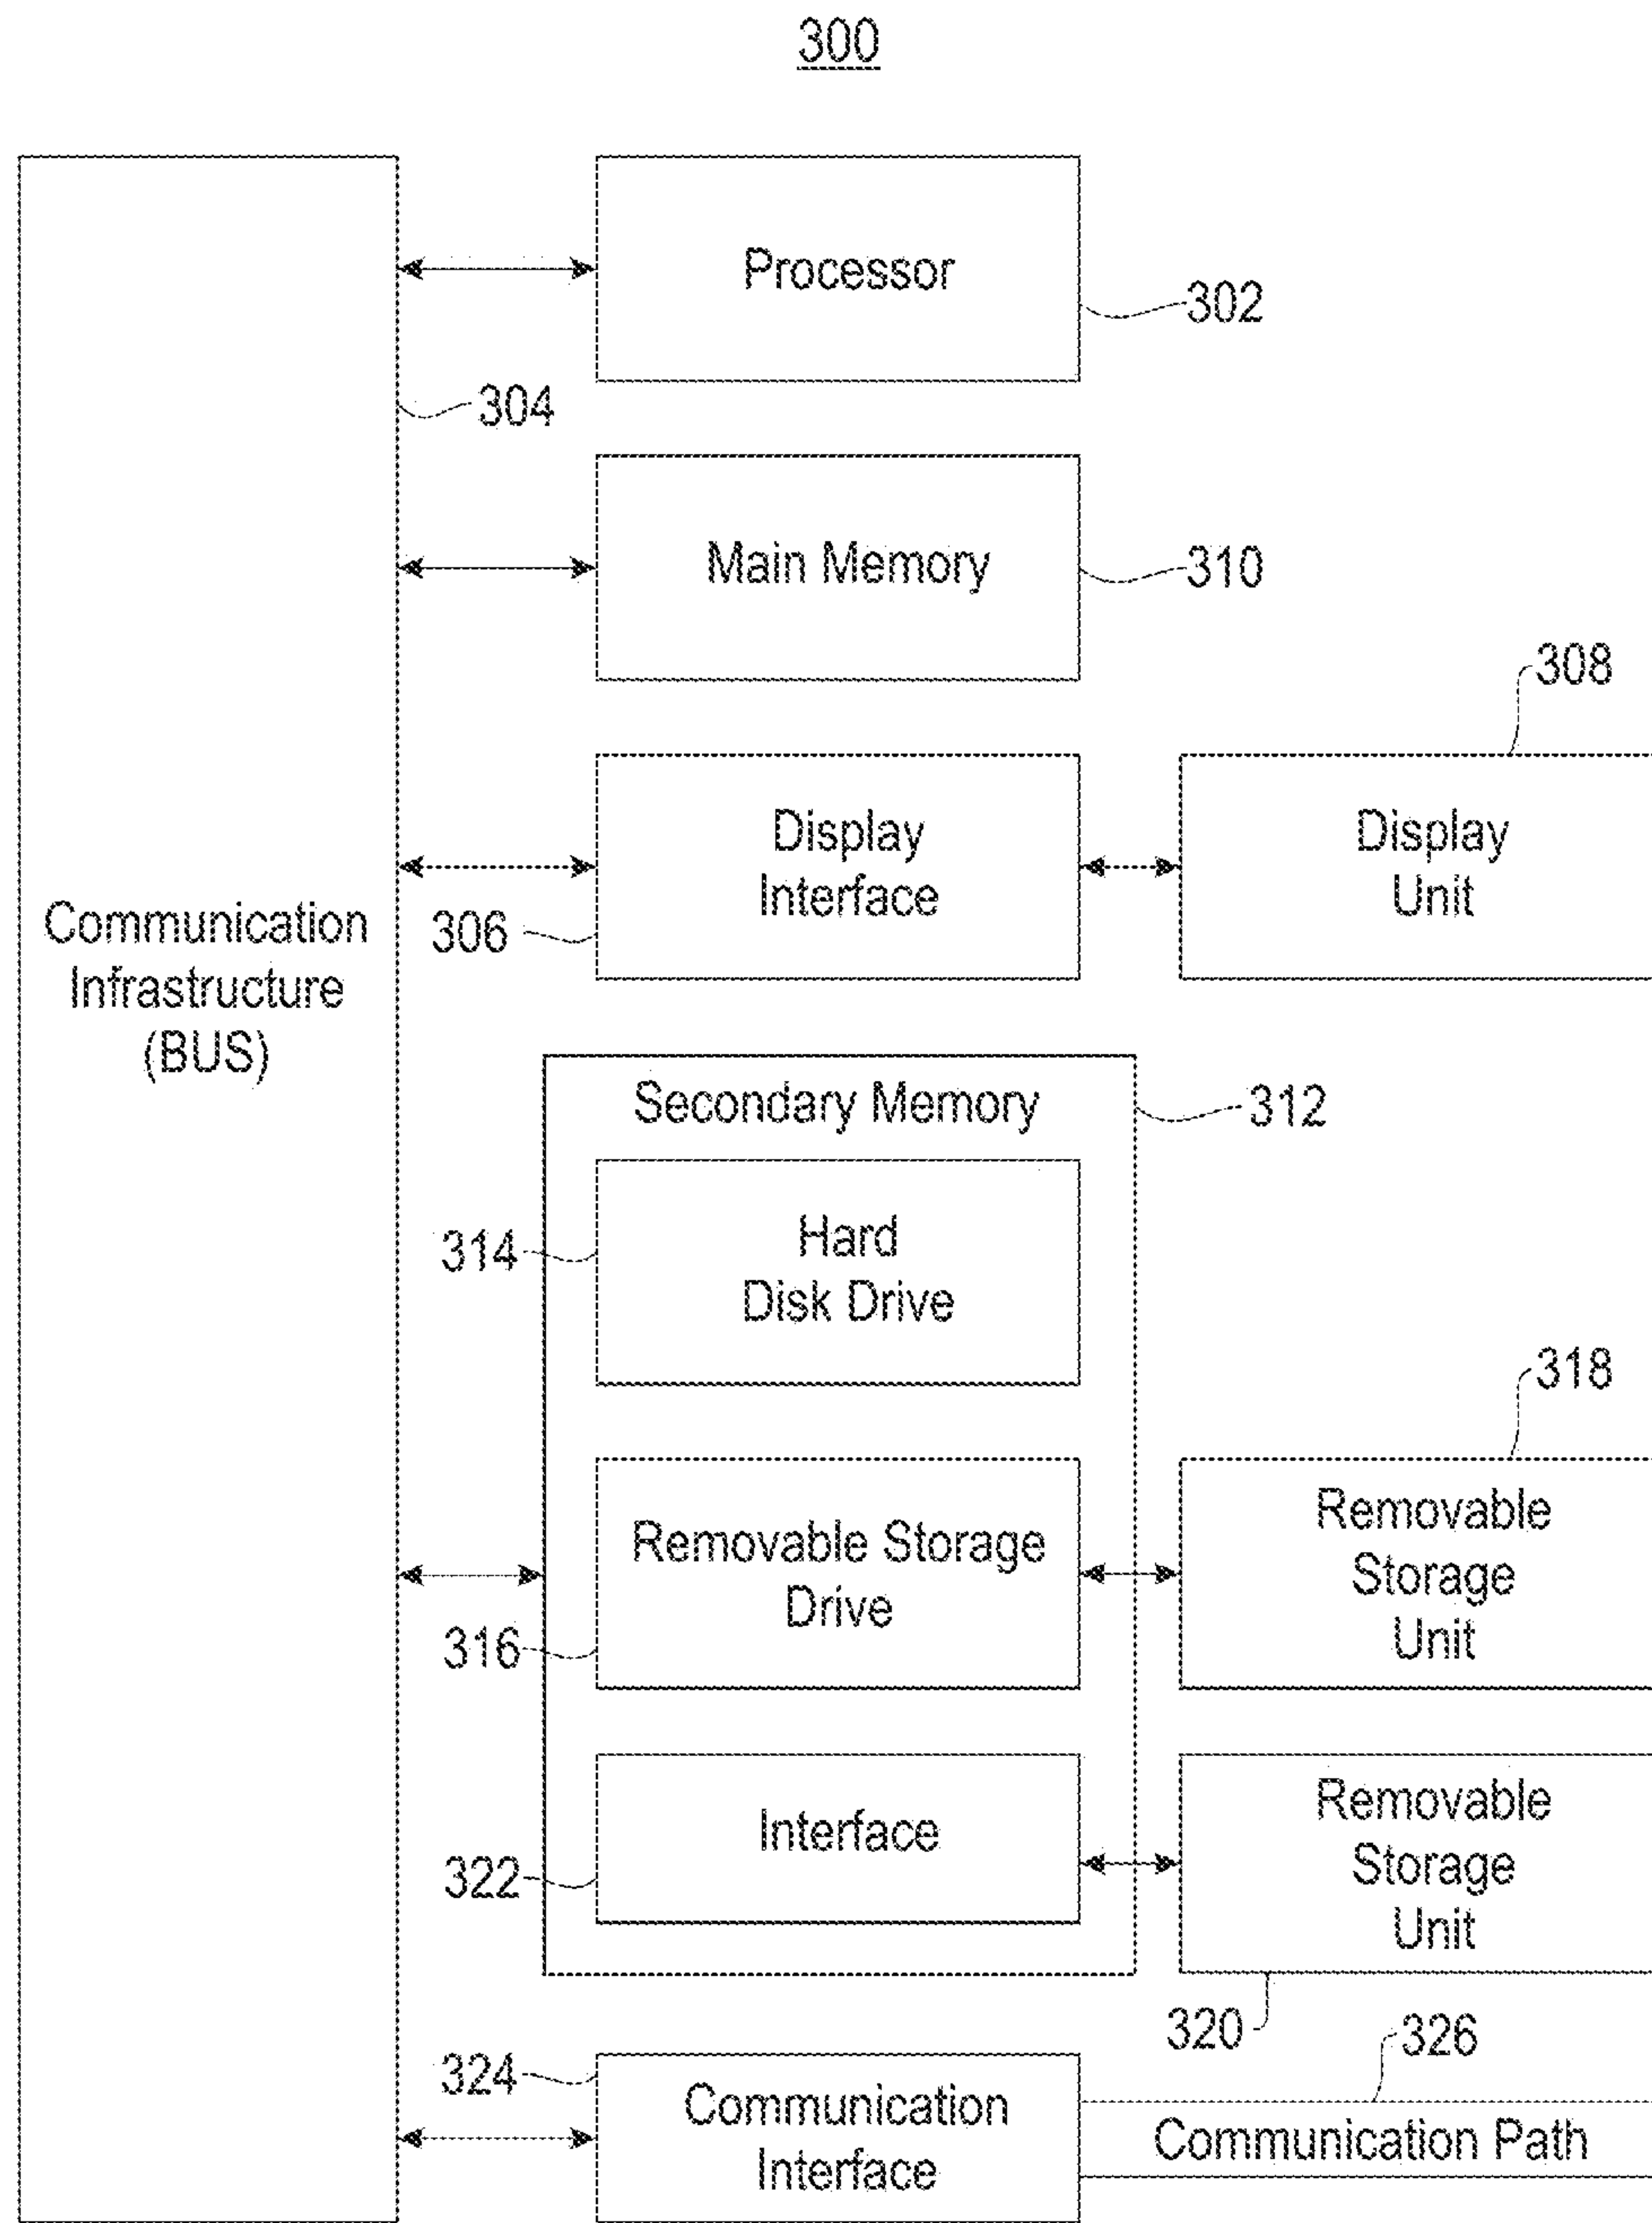 300
Processor
302
304
Main Memory
310
308
Display
Interface
306
Display
Unit
Communication
Infrastructure
(BUS)
Secondary Memory
312
314
Hard
Disk Drive
318
Removable Storage
Drive
316
Removable
Storage
Unit
Interface
322
Removable
Storage
Unit
320
326
324
Communication
Interface
Communication Path